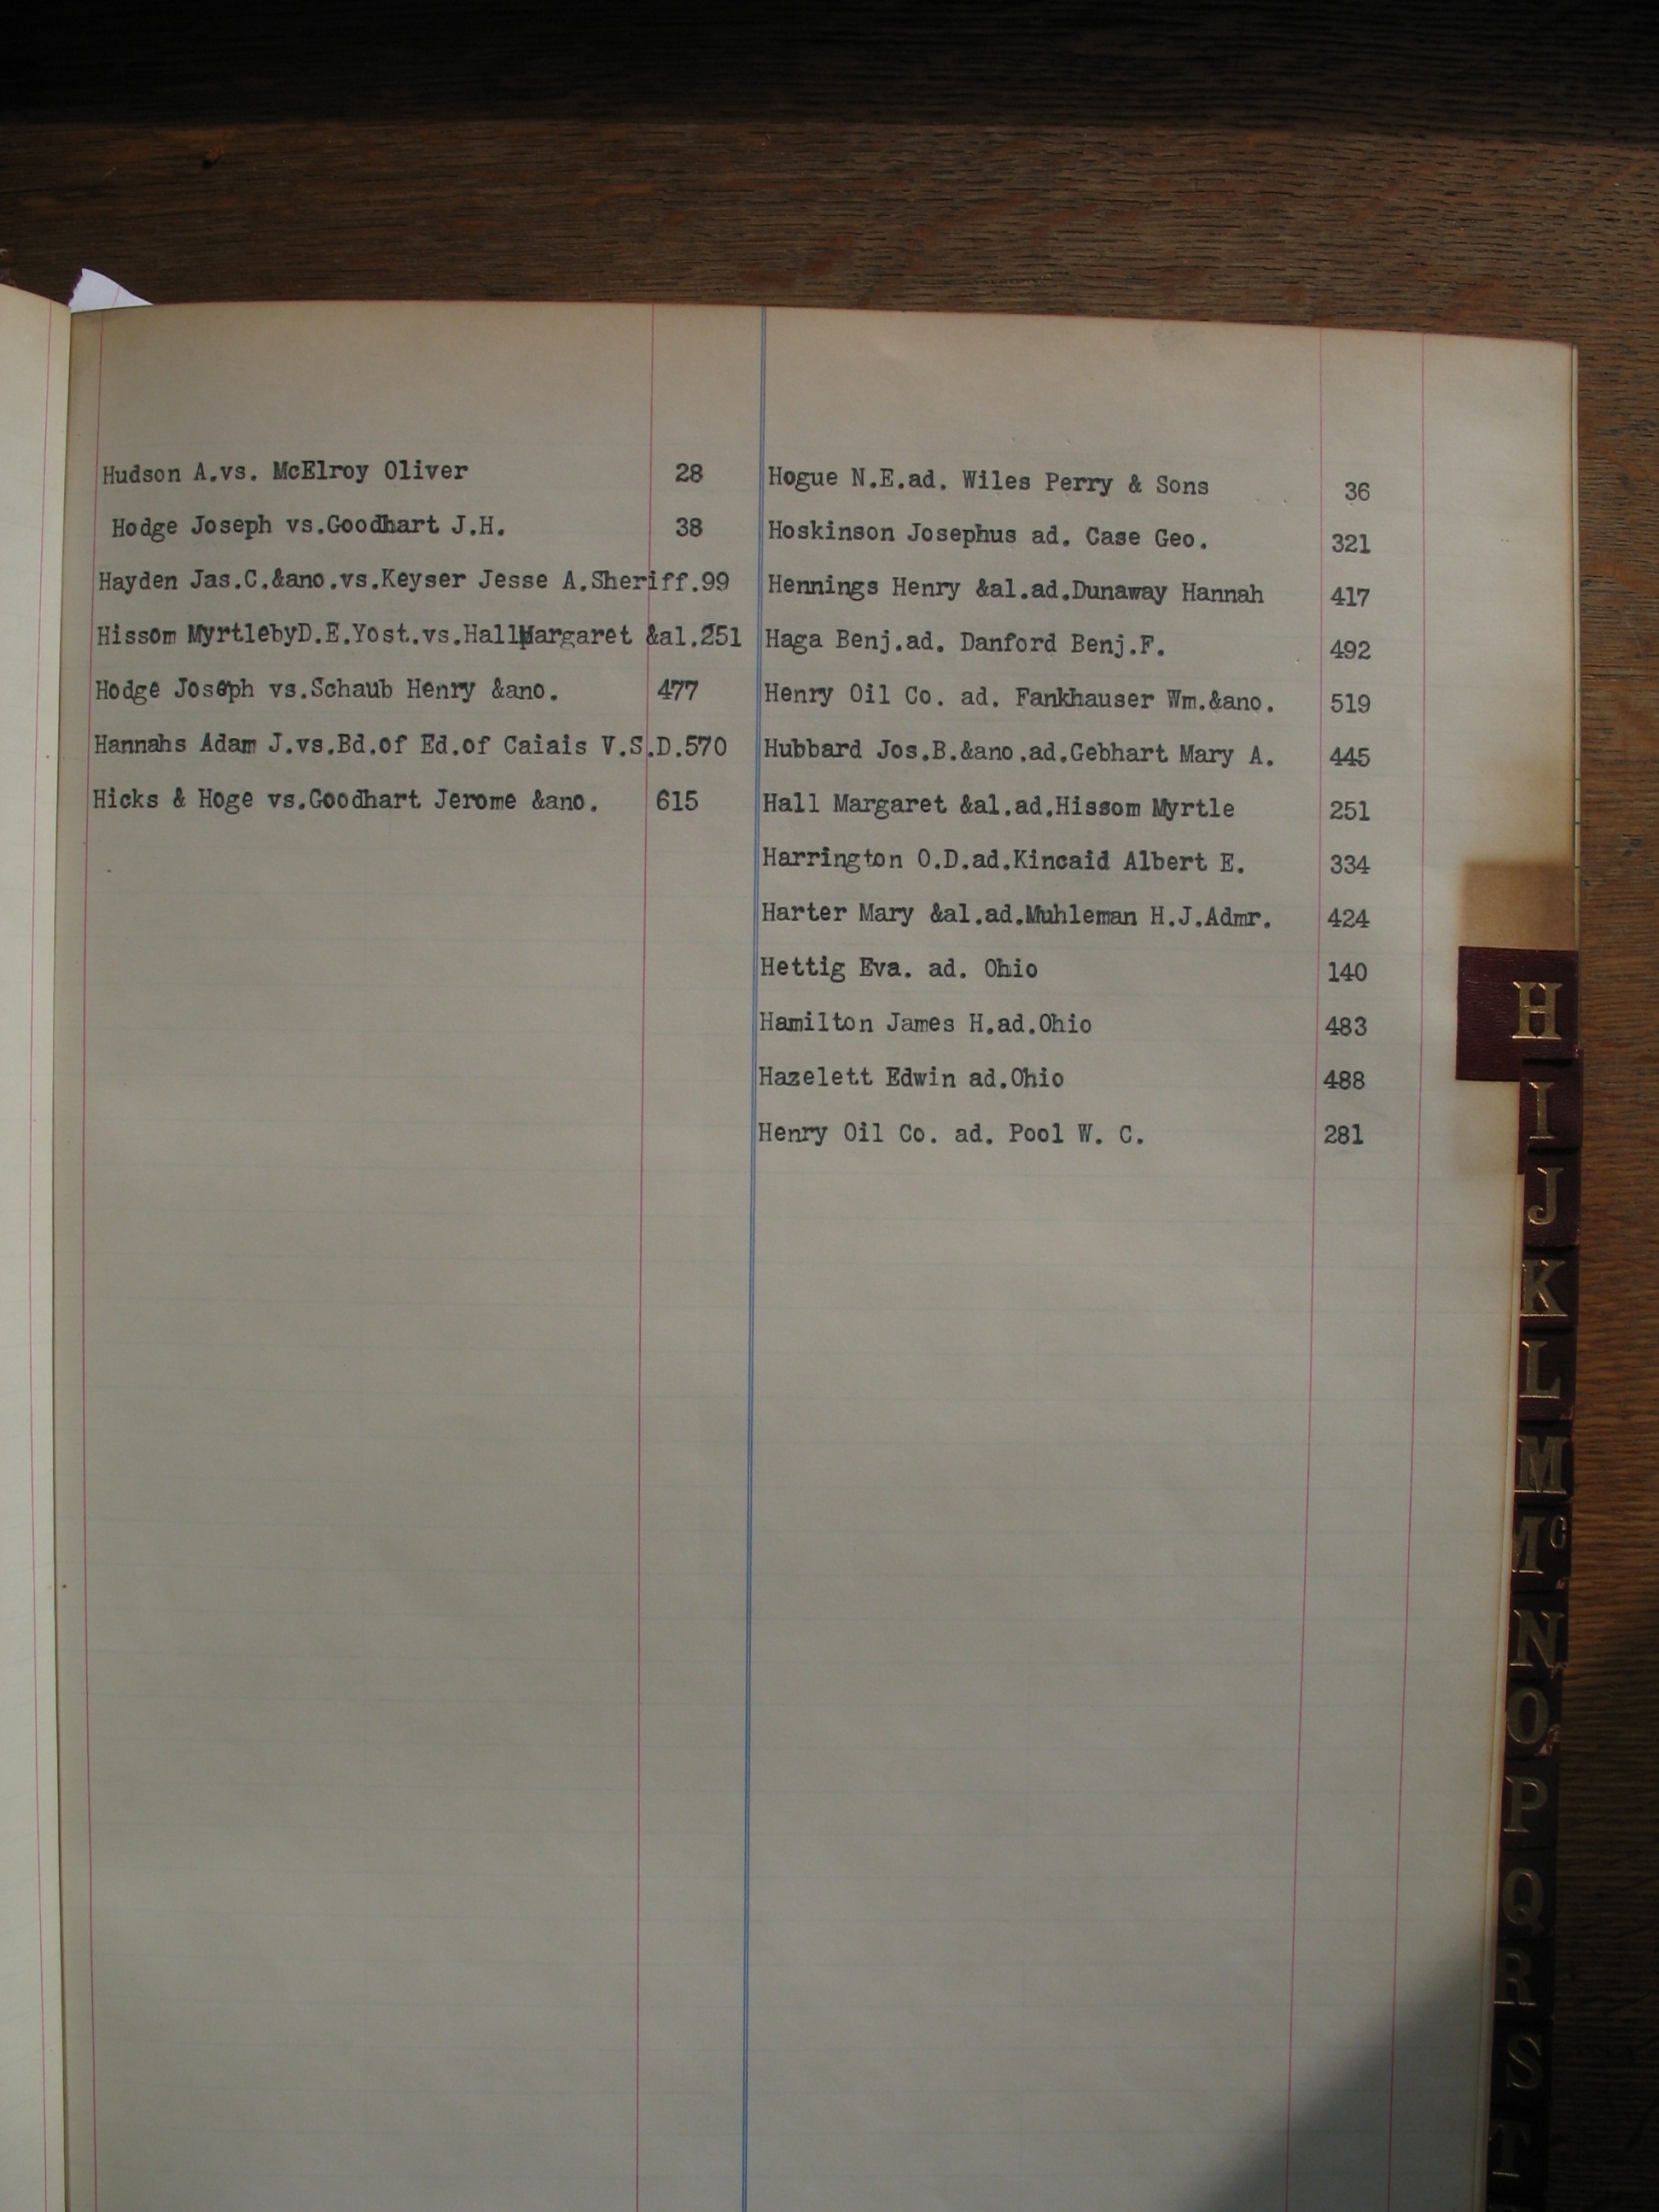 Hudson A.vs. McElroy Oliver 28
Hodge Joseph vs.Goodhart J.H. 38
Hayden Jas.C.&ano.vs.Keyser Jesse A.Sheriff.99
Hissom MyrtlebyD.E.Yost.vs.HallMargaret &al.251
Hodge Joseph vs.Schaub Henry &ano. 477
Hannahs Adam J.vs.Bd.of Ed.of Caiais V.S.D.570
Hicks & Hoge vs.Goodhart Jerome &ano. 615
Hogue N.E.ad. Wiles Perry & Sons 36
Hoskinson Josephus ad. Case Geo. 321
Hennings Henry &al.ad.Dunaway Hannah 417
Haga Benj.ad. Danford Benj.F. 492
Henry Oil Co. ad. Fankhauser Wm.&ano. 519
Hubbard Jos.B.&ano.ad.Gebhart Mary A. 445
Hall Margaret &al.ad.Hissom Myrtle 251
Harrington O.D.ad.Kincaid Albert E. 334
Harter Mary &al.ad.Muhleman H.J.Admr. 424
Hettig Eva. ad. Ohio 140
Hamilton James H.ad.Ohio 483
Hazelett Edwin ad.Ohio 488
Henry Oil Co. ad. Pool W. C. 281
H
I
J
K
L
M
Mc
N
O
P
Q
R
S
T